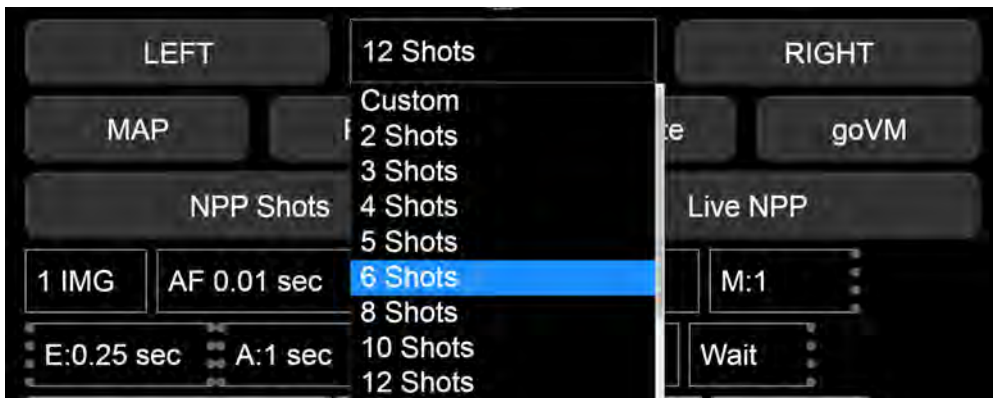 LEFT 12 Shots RIGHT
Custom
MAP goVM
2 Shots
3 Shots
NPP Shots 4 Shots Live NPP
5 Shots
1 IMG AF 0.01 sec 6 Shots M:1
8 Shots
E:0.25 sec A:1 sec 10 Shots Wait
12 Shots